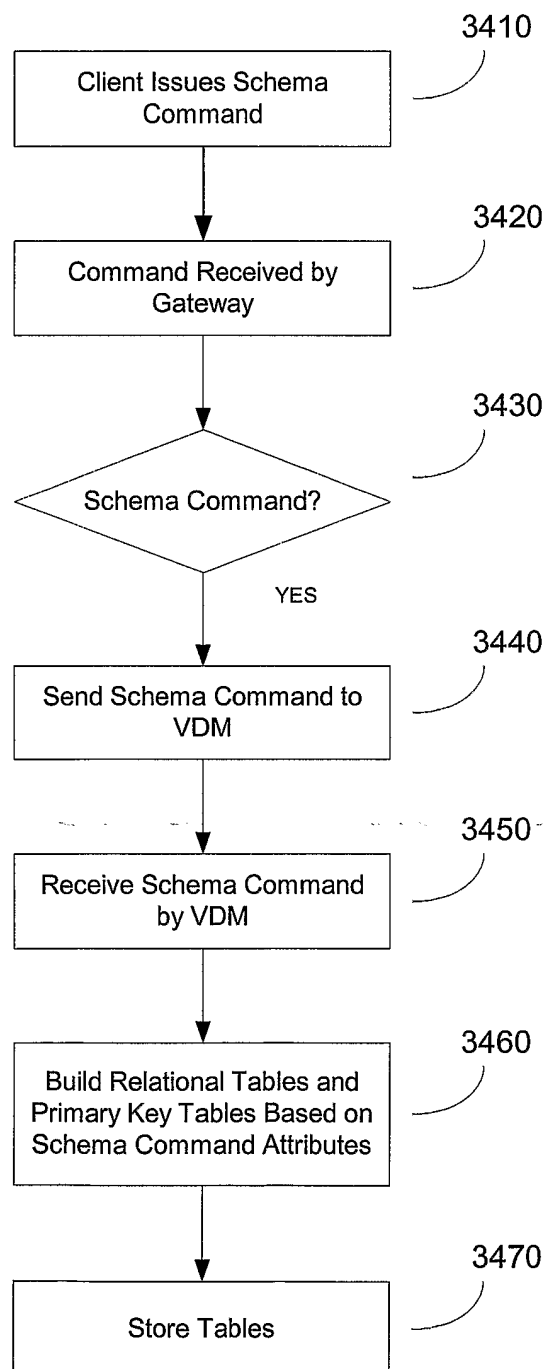 3410
Client Issues Schema
Command
3420
Command Received by
Gateway
3430
Schema Command?
YES
3440
Send Schema Command to
VDM
3450
Receive Schema Command
by VDM
3460
Build Relational Tables and
Primary Key Tables Based on
Schema Command Attributes
3470
Store Tables